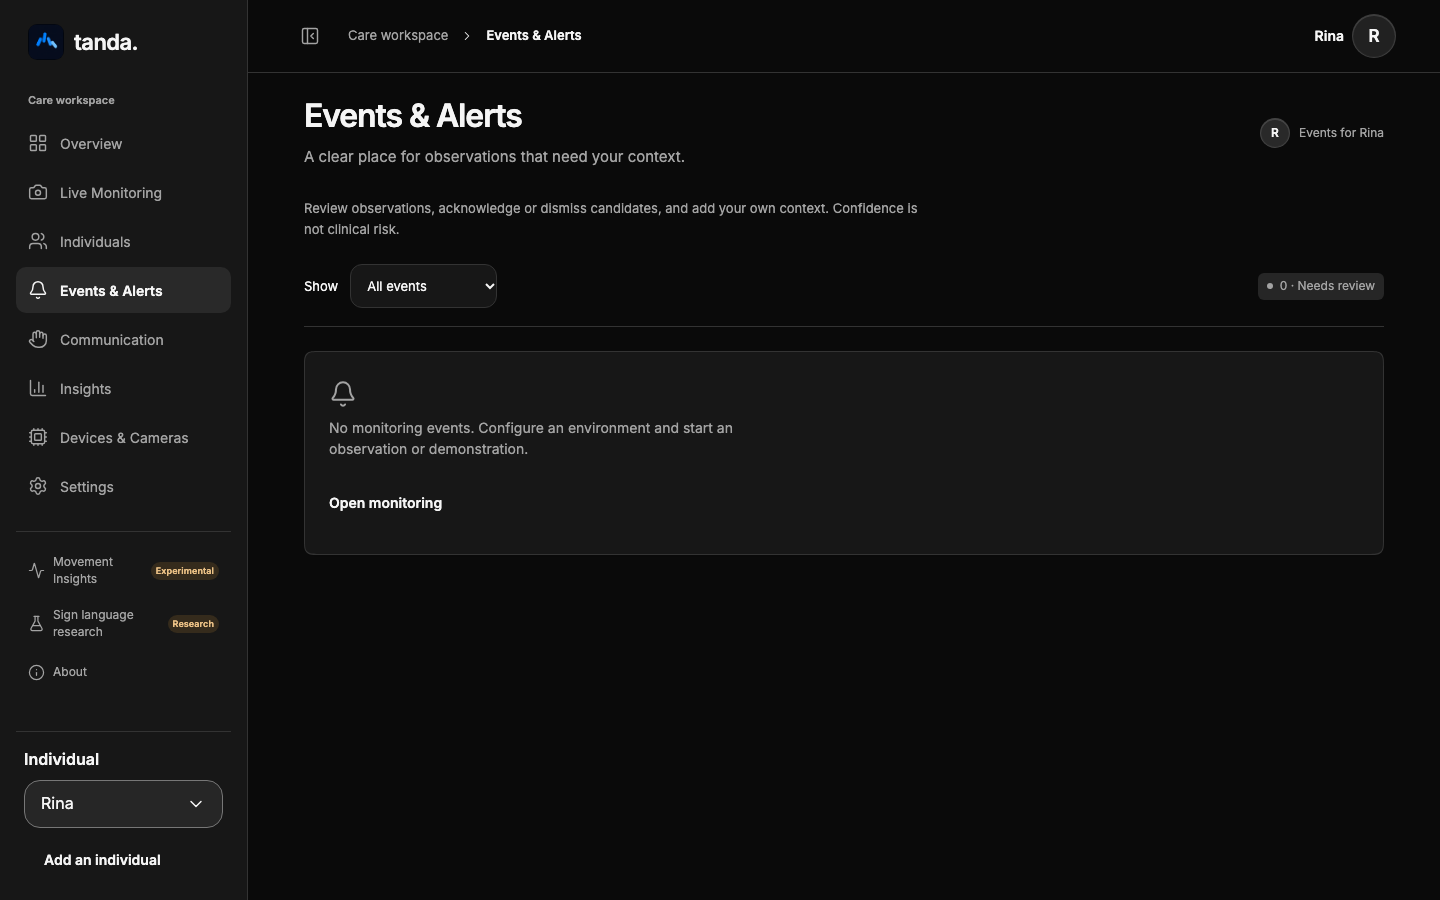 tanda.
Care workspace
Overview
Live Monitoring
Individuals
Events & Alerts
Communication
Insights
Devices & Cameras
Settings
Movement
Insights
Experimental
Sign language
research
Research
About
Individual
Rina
Add an individual
Care workspace > Events & Alerts
Rina R
Events & Alerts
A clear place for observations that need your context.
R Events for Rina
Review observations, acknowledge or dismiss candidates, and add your own context. Confidence is
not clinical risk.
Show All events
0 · Needs review
No monitoring events. Configure an environment and start an
observation or demonstration.
Open monitoring